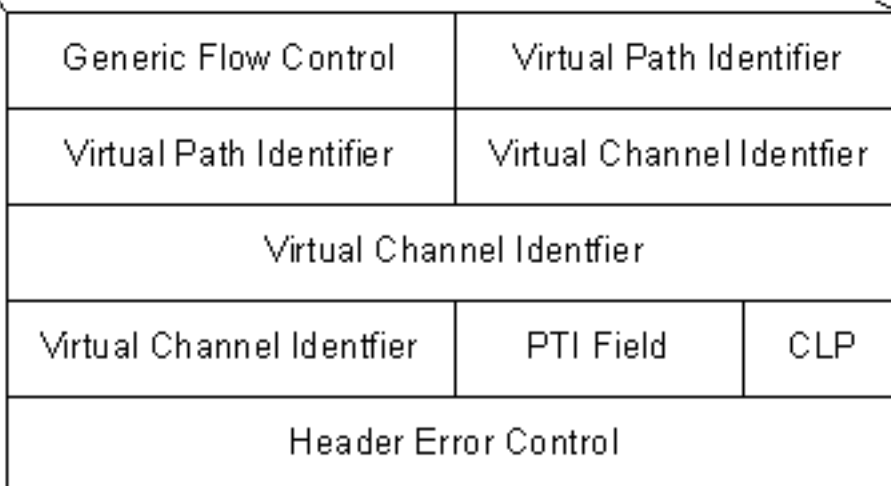 Generic Flow Control Virtual Path Identifier
Virtual Path Identifier Virtual Channel Identfier
Virtual Channel Identfier
Virtual Channel Identfier PTI Field CLP
Header Error Control